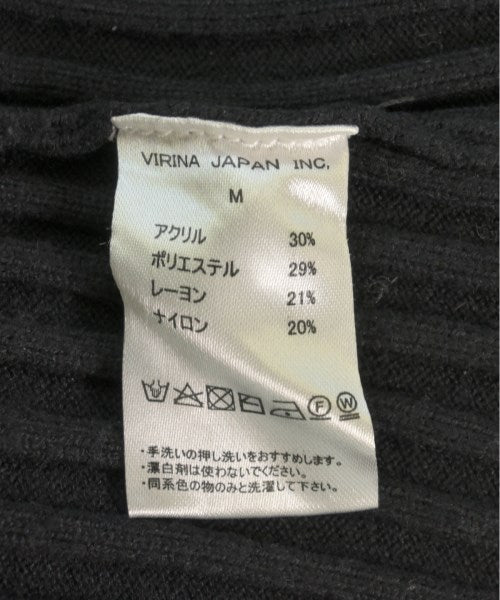 VIRINA JAPAN INC.
M
アクリル 30%
ポリエステル 29%
レーヨン 21%
ナイロン 20%
F W
・手洗いの押し洗いをおすすめします。
・漂白剤は使わないでください。
・同系色の物のみと洗濯して下さい。